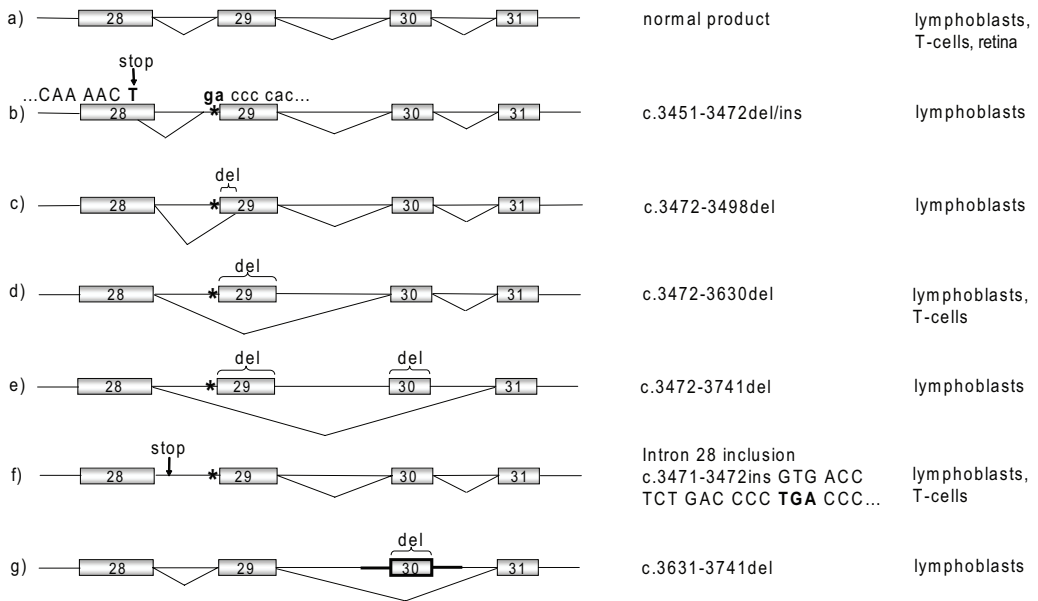 a) 28 29 30 31 normal product lymphoblasts,
T-cells, retina
stop
...CAA AAC T ga ccc cac...
b) 28 * 29 30 31 c.3451-3472del/ins lymphoblasts
del
c) 28 * 29 30 31 c.3472-3498del lymphoblasts
del
d) 28 * 29 30 31 c.3472-3630del lymphoblasts,
T-cells
del del
e) 28 * 29 30 31 c.3472-3741del lymphoblasts
stop
f) 28 * 29 30 31 Intron 28 inclusion
c.3471-3472ins GTG ACC lymphoblasts,
TCT GAC CCC TGA CCC... T-cells
del
g) 28 29 30 31 c.3631-3741del lymphoblasts